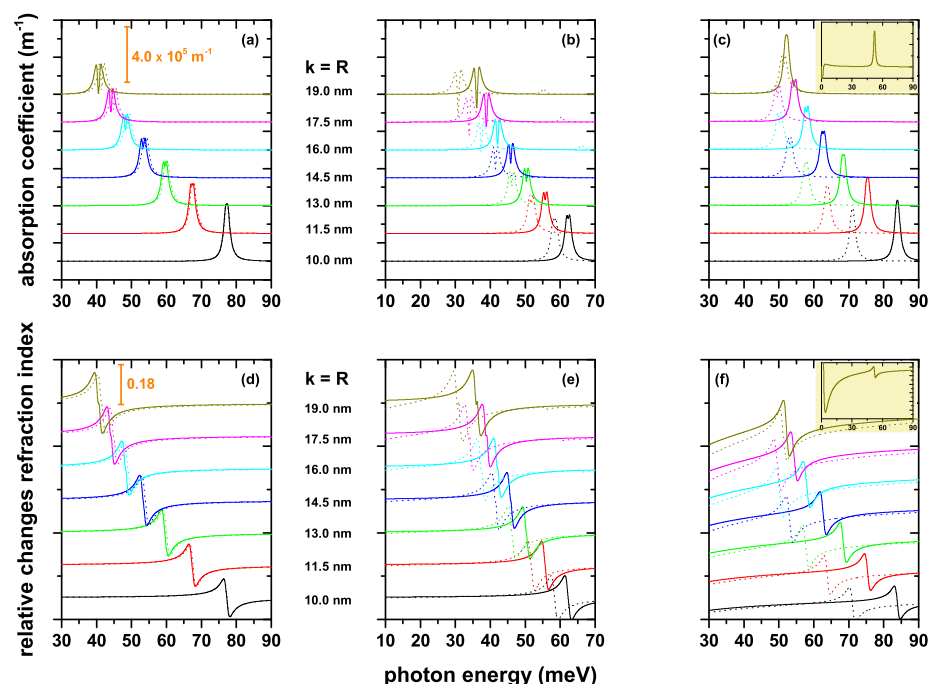 absorption coefficient (m⁻¹)
4.0 x 10⁵ m⁻¹
(a)
30 40 50 60 70 80 90
k = R
19.0 nm
17.5 nm
16.0 nm
14.5 nm
13.0 nm
11.5 nm
10.0 nm
(b)
10 20 30 40 50 60 70
(c)
0 30 60 90
30 40 50 60 70 80 90
relative changes refraction index
0.18
(d)
30 40 50 60 70 80 90
k = R
19.0 nm
17.5 nm
16.0 nm
14.5 nm
13.0 nm
11.5 nm
10.0 nm
(e)
10 20 30 40 50 60 70
(f)
0 30 60 90
30 40 50 60 70 80 90
photon energy (meV)